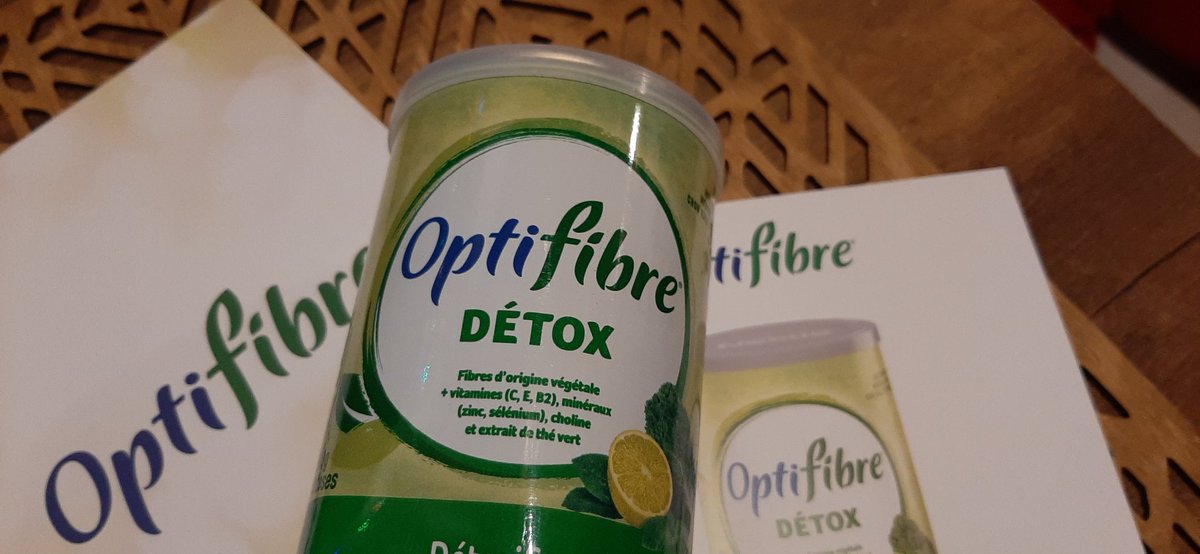 Optifibre
Optifibre®
DÉTOX
Fibres d'origine végétale
+ vitamines (C, E, B2), minéraux
(zinc, sélénium), choline
et extrait de thé vert
tifibre
Optifibre
DÉTOX